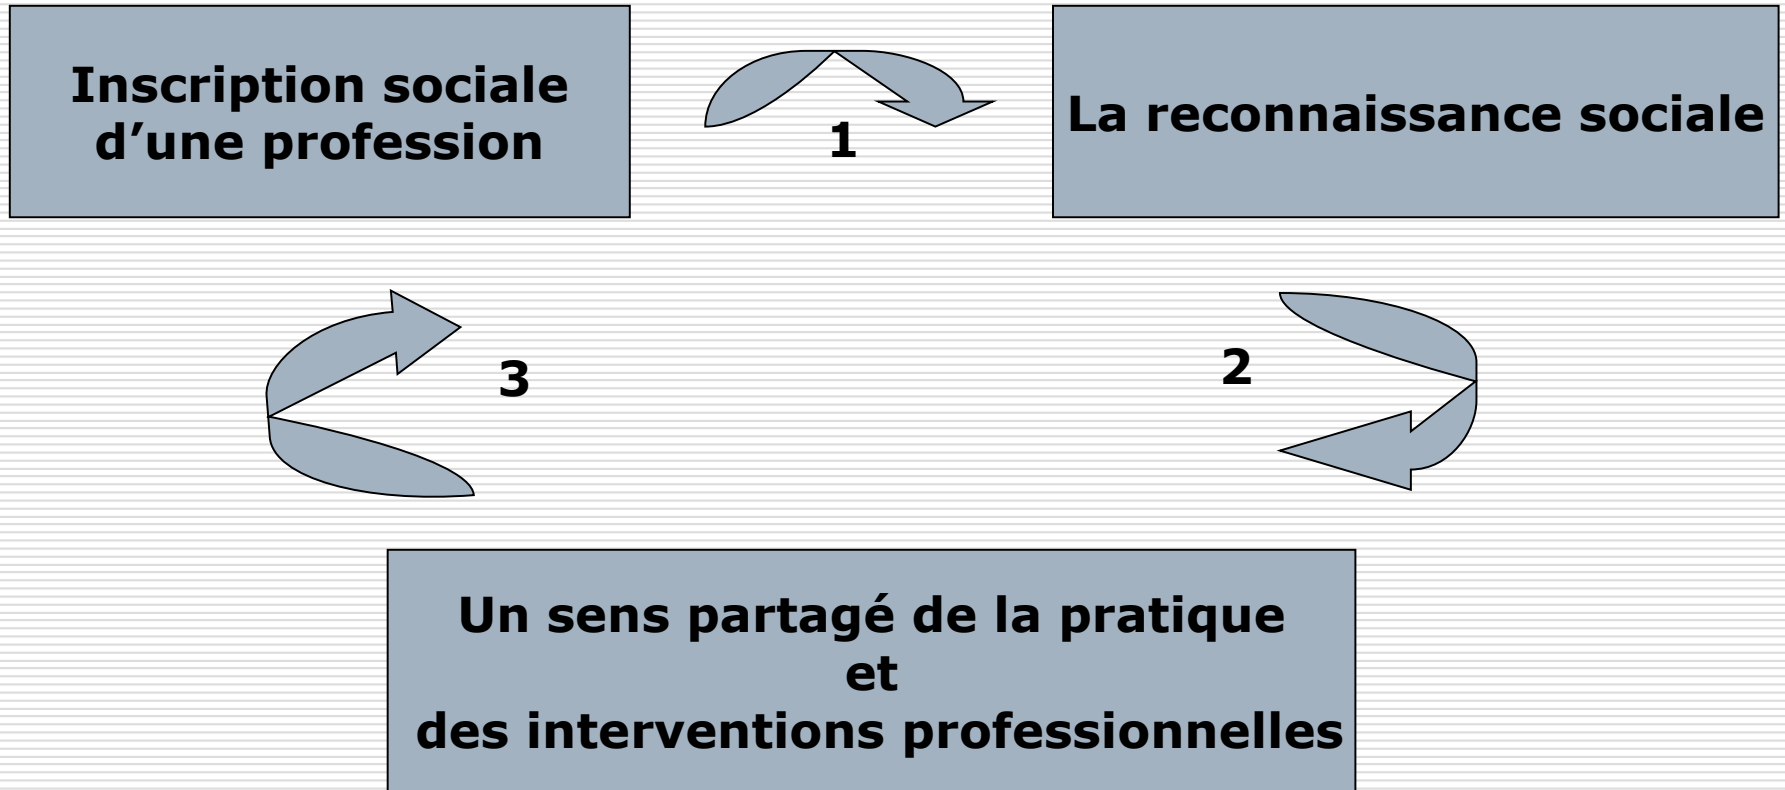 Inscription sociale
d’une profession
1
La reconnaissance sociale
3
2
Un sens partagé de la pratique
et
des interventions professionnelles